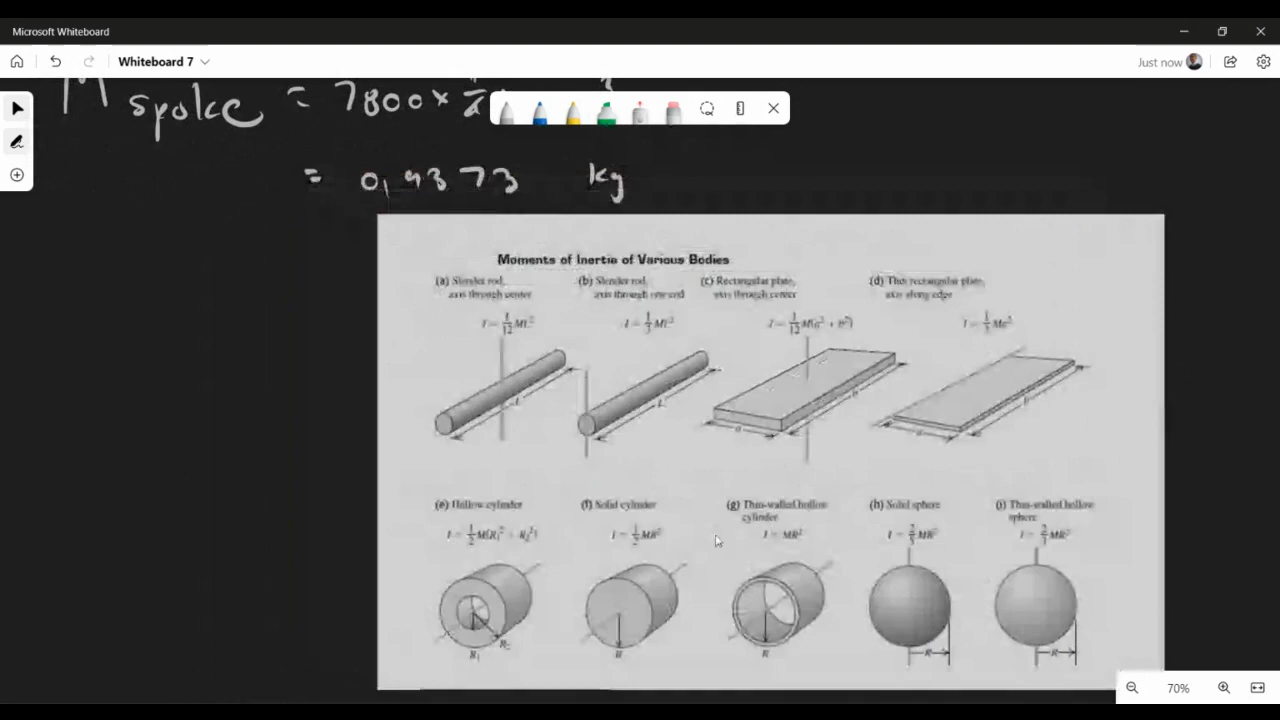 Microsoft Whiteboard
Whiteboard 7
Just now
M spoke = 7800 ×
= 0,9373 kg
Moments of Inertia of Various Bodies
(a) Slender rod, axis through center
(b) Slender rod, axis through one end
(c) Rectangular plate, axis through center
(d) Thin rectangular plate, axis along edge
I = 1/12 ML²
I = 1/3 ML²
I = 1/12 M(a² + b²)
I = 1/3 Ma²
L
L
b
a
b
a
(e) Hollow cylinder
(f) Solid cylinder
(g) Thin-walled hollow cylinder
(h) Solid sphere
(i) Thin-walled hollow sphere
I = 1/2 M(R₁² + R₂²)
I = 1/2 MR²
I = MR²
I = 2/5 MR²
I = 2/3 MR²
R₁
R₂
R
R
R
R
70%